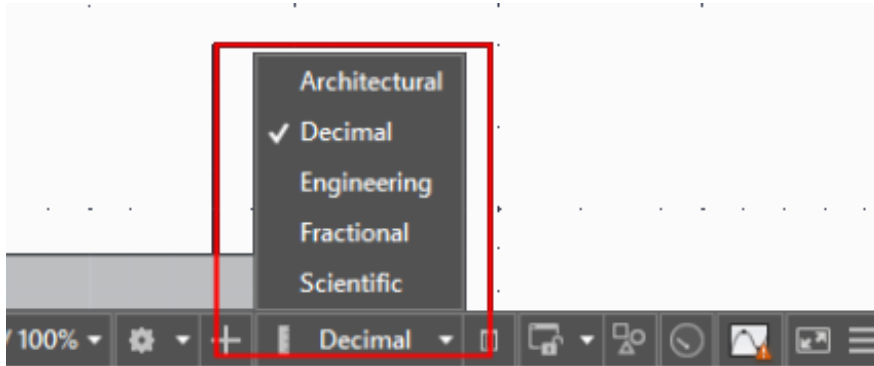 Architectural
✓ Decimal
Engineering
Fractional
Scientific
/ 100% Decimal